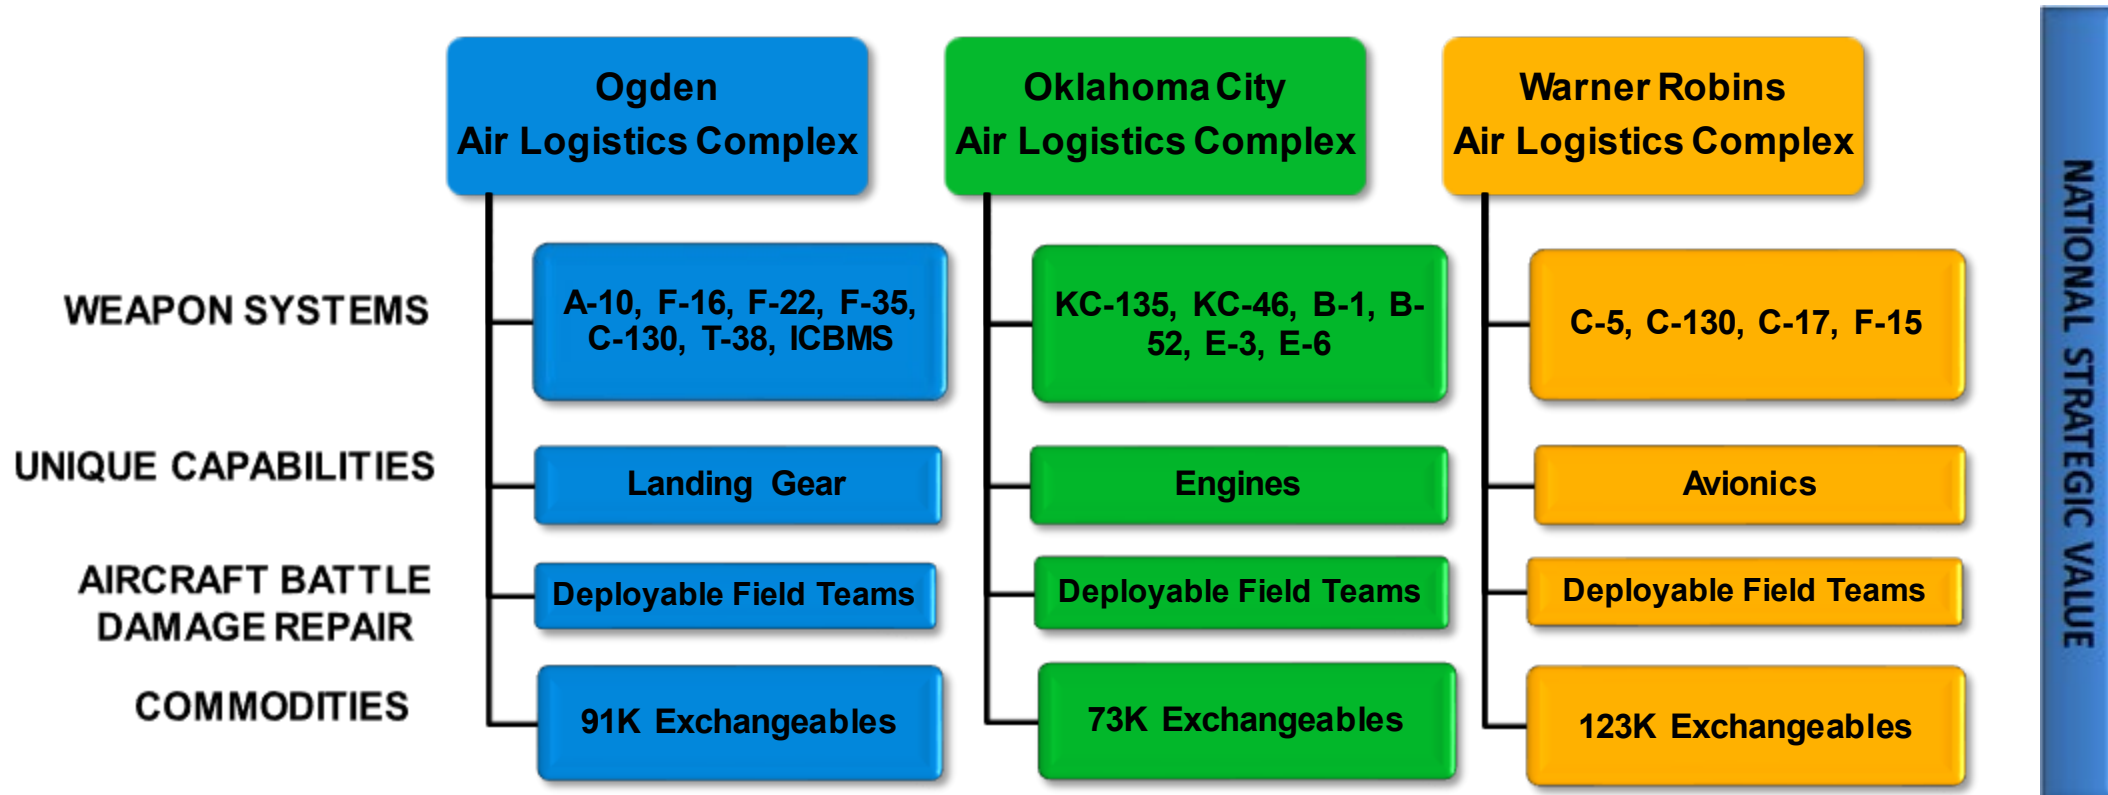 Ogden
Air Logistics Complex
Oklahoma City
Air Logistics Complex
Warner Robins
Air Logistics Complex
WEAPON SYSTEMS
A-10, F-16, F-22, F-35,
C-130, T-38, ICBMS
KC-135, KC-46, B-1, B-
52, E-3, E-6
C-5, C-130, C-17, F-15
UNIQUE CAPABILITIES
Landing Gear
Engines
Avionics
AIRCRAFT BATTLE
DAMAGE REPAIR
Deployable Field Teams
Deployable Field Teams
Deployable Field Teams
COMMODITIES
91K Exchangeables
73K Exchangeables
123K Exchangeables
NATIONAL STRATEGIC VALUE